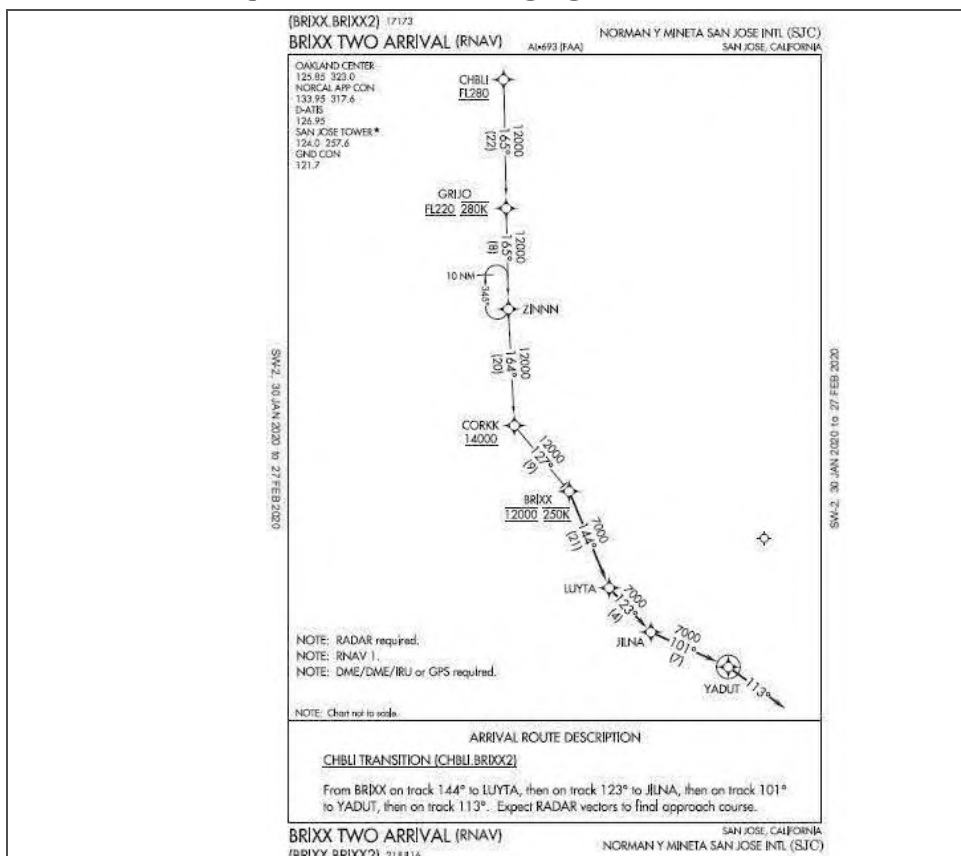 (BRIXX.BRIXX2) 17173
BRIXX TWO ARRIVAL (RNAV)
AL-693 (FAA)
NORMAN Y MINETA SAN JOSE INTL (SJC)
SAN JOSE, CALIFORNIA
OAKLAND CENTER
125.85 323.0
NORCAL APP CON
133.95 317.6
D-ATIS
126.95
SAN JOSE TOWER★
124.0 257.6
GND CON
121.7
CHBLI
FL280
12000
165°
(22)
GRIJO
FL220 280K
12000
165°
(8)
10 NM
345°
ZINNN
12000
164°
(20)
CORKK
14000
12000
127°
(9)
BRIXX
12000 250K
7000
144°
(21)
LUYTA
7000
123°
(4)
JILNA
7000
101°
(7)
YADUT
113°
SW-2, 30 JAN 2020 to 27 FEB 2020
SW-2, 30 JAN 2020 to 27 FEB 2020
NOTE: RADAR required.
NOTE: RNAV 1.
NOTE: DME/DME/IRU or GPS required.
NOTE: Chart not to scale.
ARRIVAL ROUTE DESCRIPTION
CHBLI TRANSITION (CHBLI.BRIXX2)
From BRIXX on track 144° to LUYTA, then on track 123° to JILNA, then on track 101°
to YADUT, then on track 113°. Expect RADAR vectors to final approach course.
BRIXX TWO ARRIVAL (RNAV)
SAN JOSE, CALIFORNIA
NORMAN Y MINETA SAN JOSE INTL (SJC)
(BRIXX.BRIXX2)